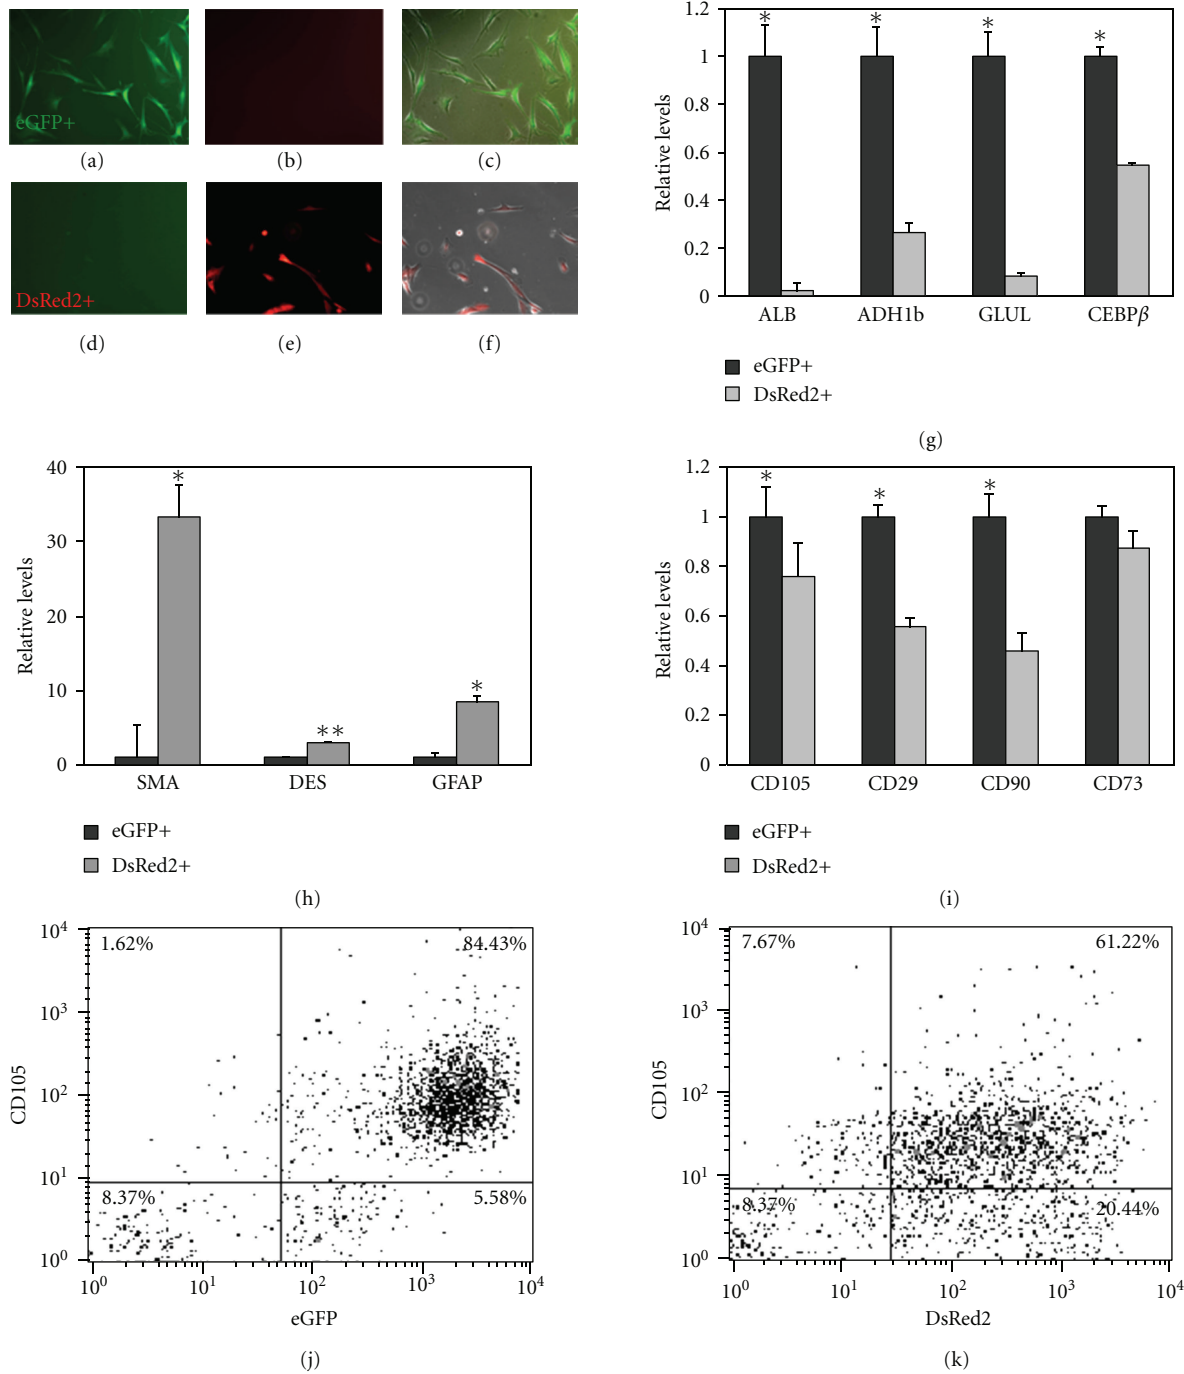 eGFP+
(a)
(b)
(c)
DsRed2+
(d)
(e)
(f)
1.2
1
0.8
0.6
0.4
0.2
0
Relative levels
* * * *
ALB ADH1b GLUL CEBPβ
eGFP+
DsRed2+
(g)
40
30
20
10
0
Relative levels
* ** *
SMA DES GFAP
eGFP+
DsRed2+
(h)
1.2
1
0.8
0.6
0.4
0.2
0
Relative levels
* * *
CD105 CD29 CD90 CD73
eGFP+
DsRed2+
(i)
10⁴
10³
10²
10¹
10⁰
CD105
1.62% 84.43%
8.37% 5.58%
10⁰ 10¹ 10² 10³ 10⁴
eGFP
(j)
10⁴
10³
10²
10¹
10⁰
CD105
7.67% 61.22%
8.37% 20.44%
10⁰ 10¹ 10² 10³ 10⁴
DsRed2
(k)